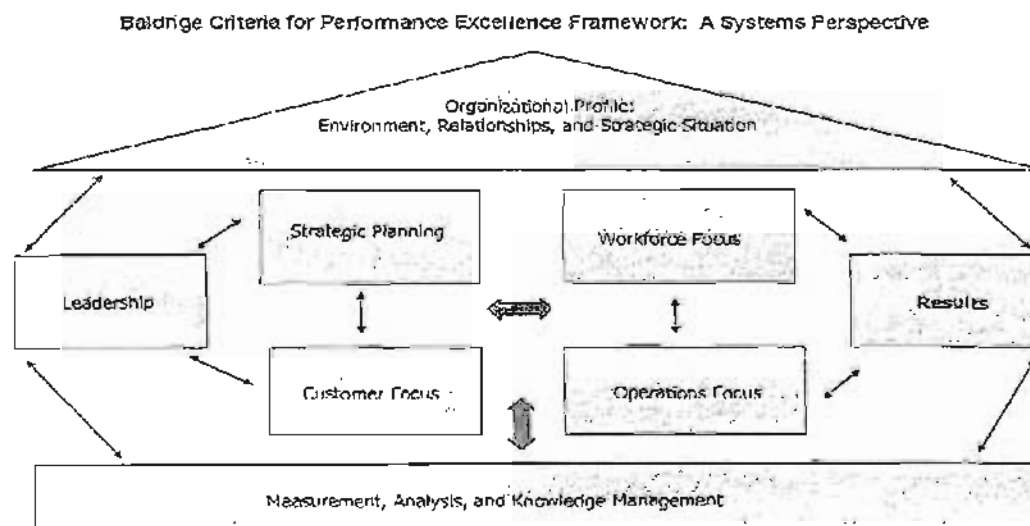 Baldrige Criteria for Performance Excellence Framework: A Systems Perspective
Organizational Profile:
Environment, Relationships, and Strategic Situation
Strategic Planning
Workforce Focus
Leadership
Results
Customer Focus
Operations Focus
Measurement, Analysis, and Knowledge Management